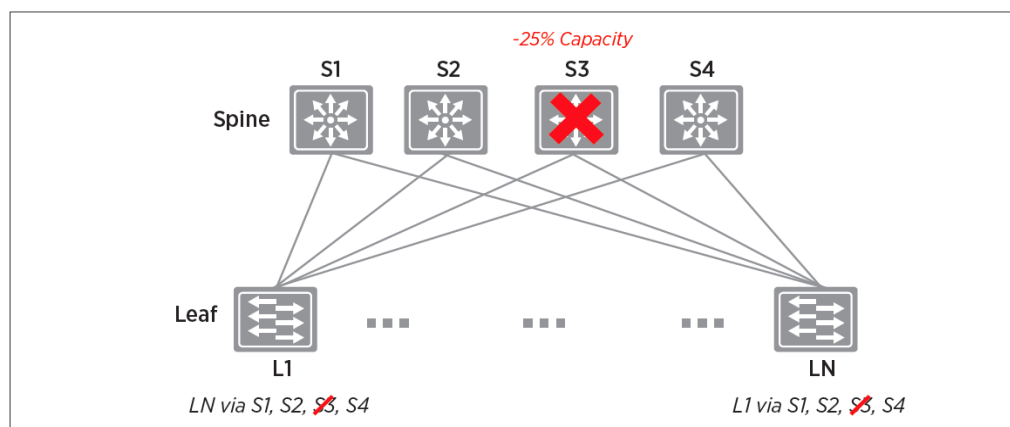 -25% Capacity
S1 S2 S3 S4
Spine
Leaf
L1 LN
LN via S1, S2, S3, S4 L1 via S1, S2, S3, S4